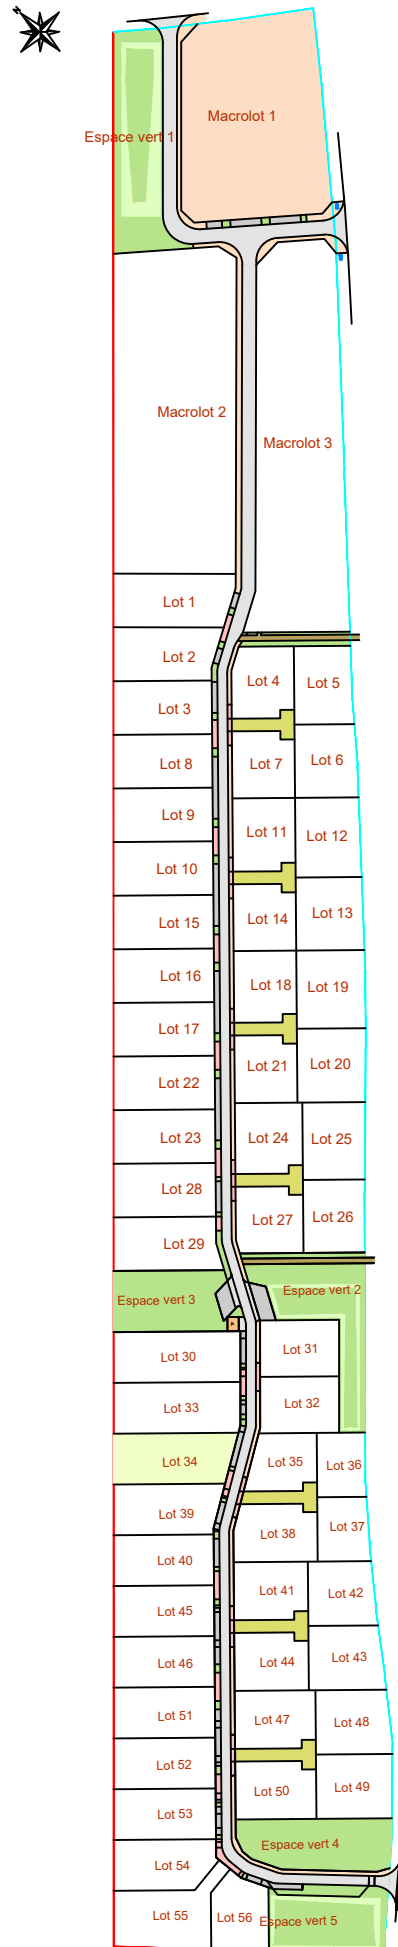 N
Macrolot 1
Espace vert 1
Macrolot 2
Macrolot 3
Lot 1
Lot 2
Lot 4
Lot 5
Lot 3
Lot 8
Lot 7
Lot 6
Lot 9
Lot 11
Lot 12
Lot 10
Lot 15
Lot 14
Lot 13
Lot 16
Lot 18
Lot 19
Lot 17
Lot 22
Lot 21
Lot 20
Lot 23
Lot 24
Lot 25
Lot 28
Lot 27
Lot 26
Lot 29
Espace vert 3
Espace vert 2
Lot 30
Lot 31
Lot 33
Lot 32
Lot 34
Lot 35
Lot 36
Lot 39
Lot 38
Lot 37
Lot 40
Lot 41
Lot 42
Lot 45
Lot 46
Lot 44
Lot 43
Lot 51
Lot 47
Lot 48
Lot 52
Lot 50
Lot 49
Lot 53
Espace vert 4
Lot 54
Lot 55
Lot 56
Espace vert 5